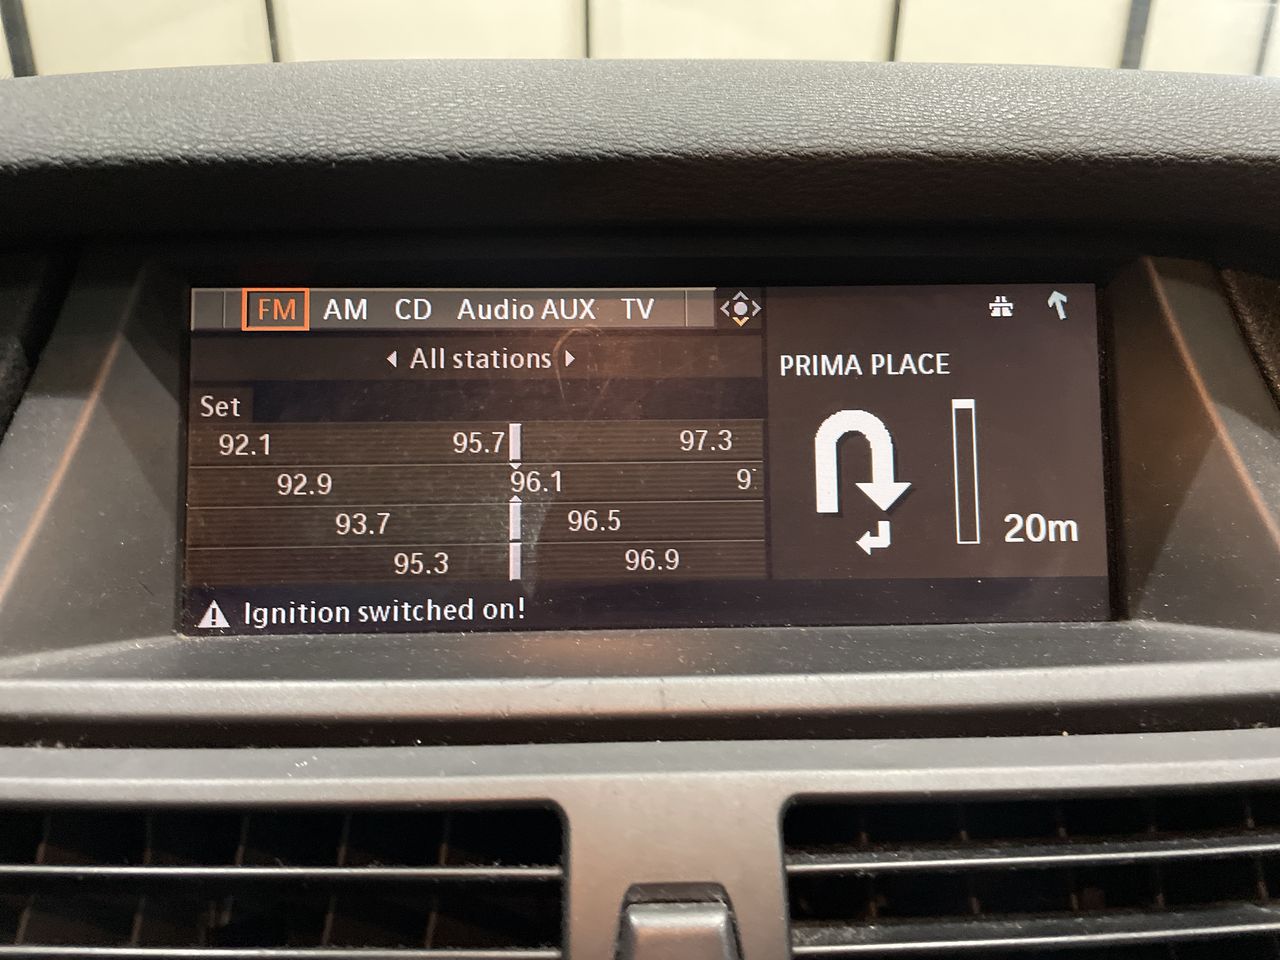 FM AM CD Audio AUX TV
All stations
PRIMA PLACE
Set
92.1 95.7 97.3
92.9 96.1
93.7 96.5
95.3 96.9
20m
Ignition switched on!